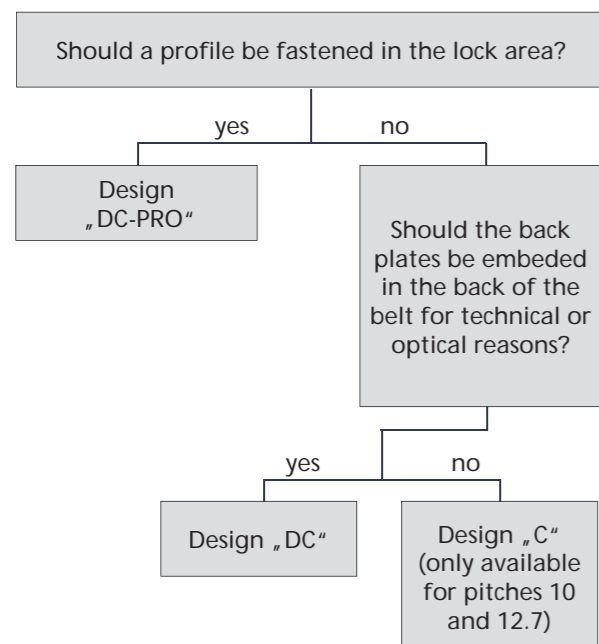 Should a profile be fastened in the lock area?
yes
no
Design
„DC-PRO“
Should the back
plates be embeded
in the back of the
belt for technical or
optical reasons?
yes
no
Design „DC“
Design „C“
(only available
for pitches 10
and 12.7)